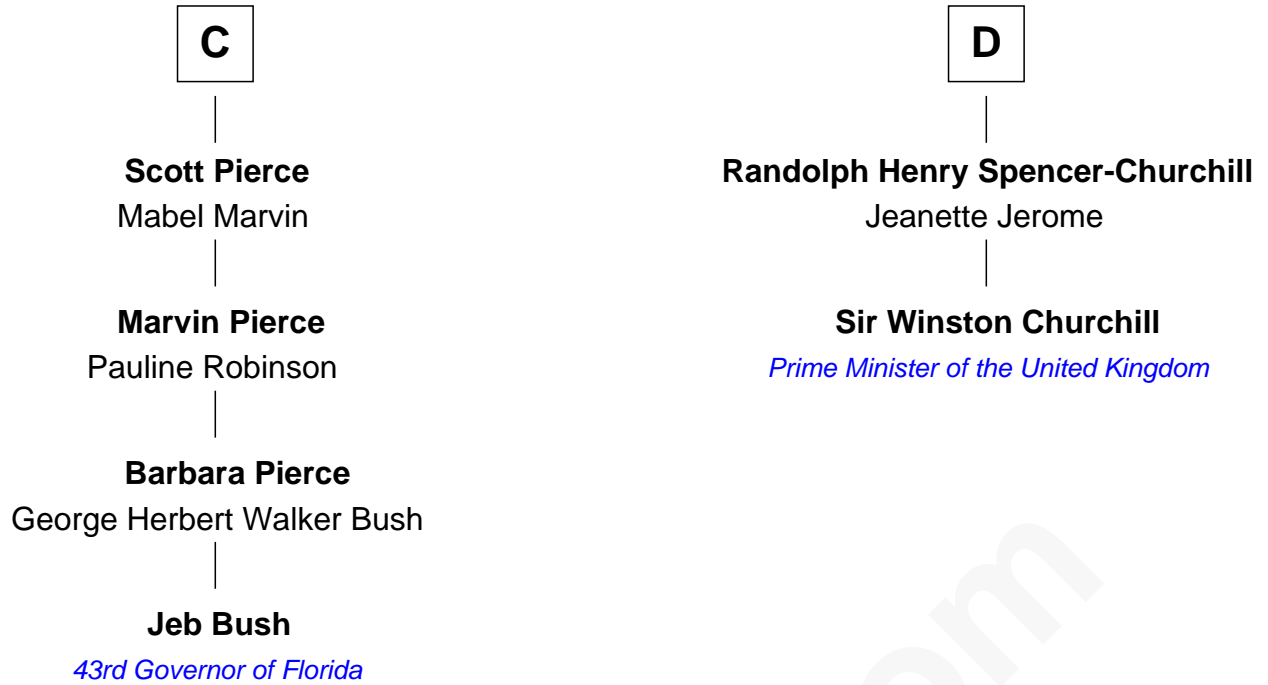 C
Scott Pierce
Mabel Marvin
Marvin Pierce
Pauline Robinson
Barbara Pierce
George Herbert Walker Bush
Jeb Bush
43rd Governor of Florida
D
Randolph Henry Spencer-Churchill
Jeanette Jerome
Sir Winston Churchill
Prime Minister of the United Kingdom
om